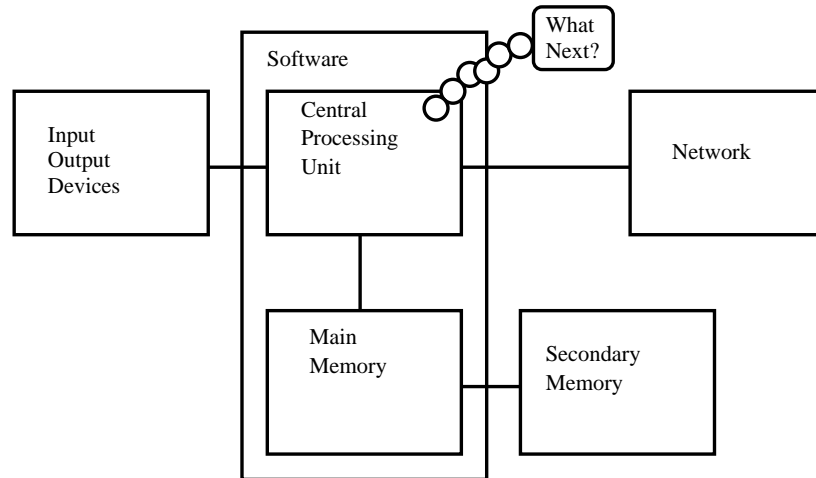 What
Next?
Software
Input
Output
Devices
Central
Processing
Unit
Network
Main
Memory
Secondary
Memory